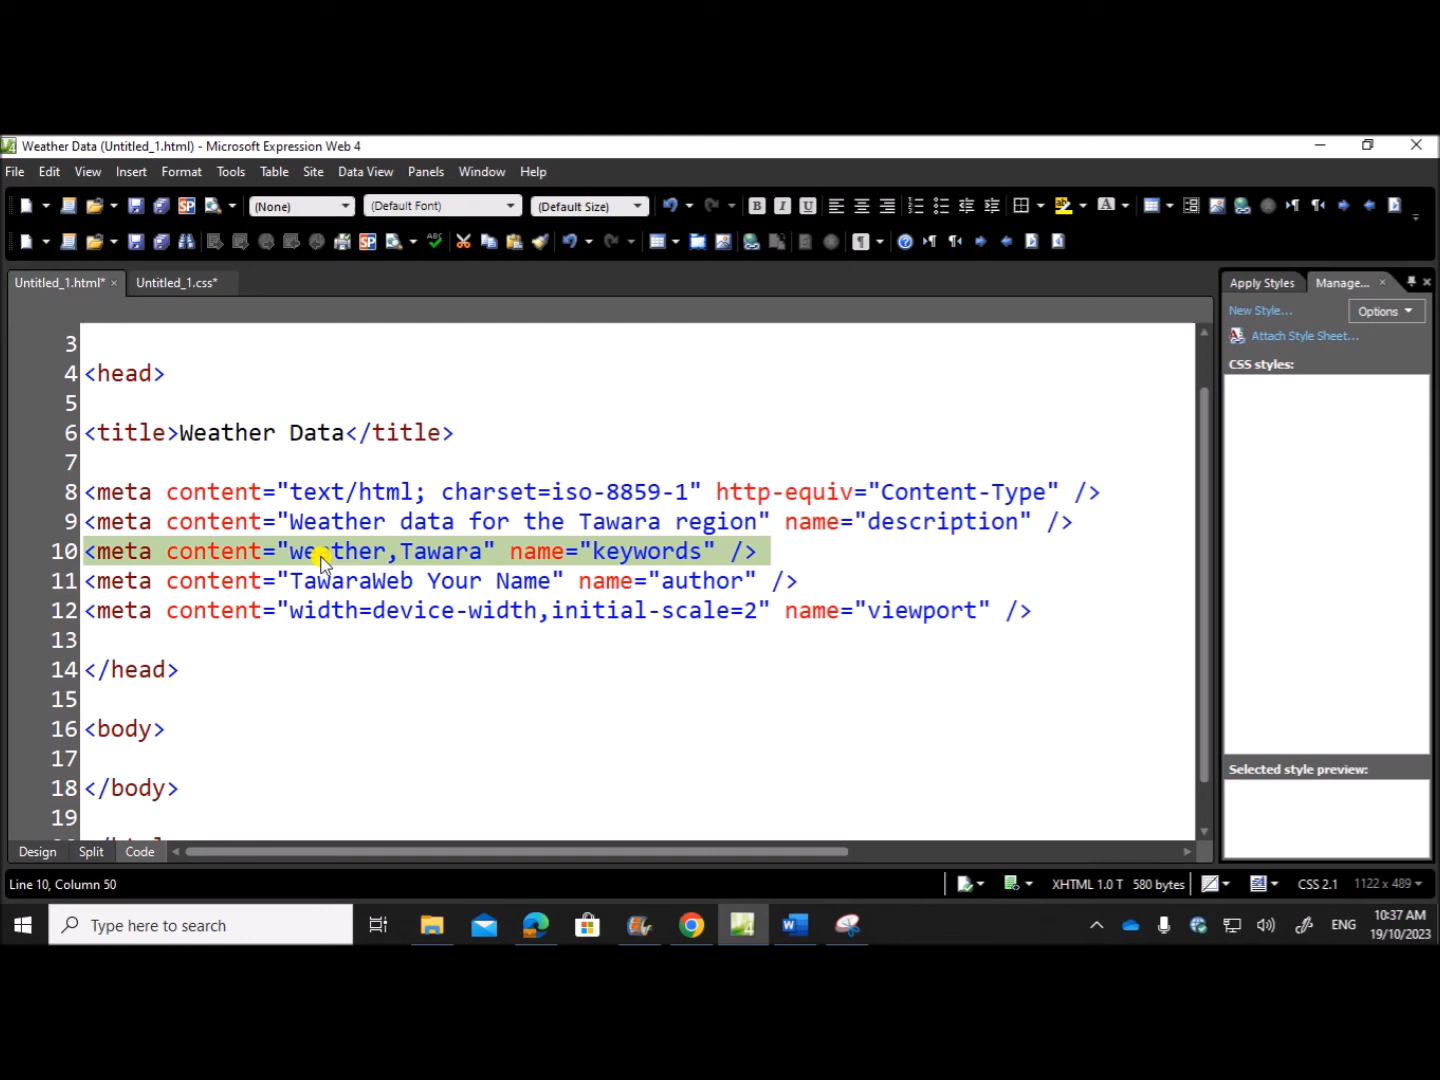 Weather Data (Untitled_1.html) - Microsoft Expression Web 4
File Edit View Insert Format Tools Table Site Data View Panels Window Help
(None) (Default Font) (Default Size)
Untitled_1.html* Untitled_1.css*
Apply Styles Manage...
New Style... Options
Attach Style Sheet...
CSS styles:
3
4 <head>
5
6 <title>Weather Data</title>
7
8 <meta content="text/html; charset=iso-8859-1" http-equiv="Content-Type" />
9 <meta content="Weather data for the Tawara region" name="description" />
10 <meta content="weather,Tawara" name="keywords" />
11 <meta content="TawaraWeb Your Name" name="author" />
12 <meta content="width=device-width,initial-scale=2" name="viewport" />
13
14 </head>
15
16 <body>
17
18 </body>
19
Selected style preview:
Design Split Code
Line 10, Column 50
XHTML 1.0 T 580 bytes CSS 2.1 1122 x 489
Type here to search
ENG
10:37 AM
19/10/2023